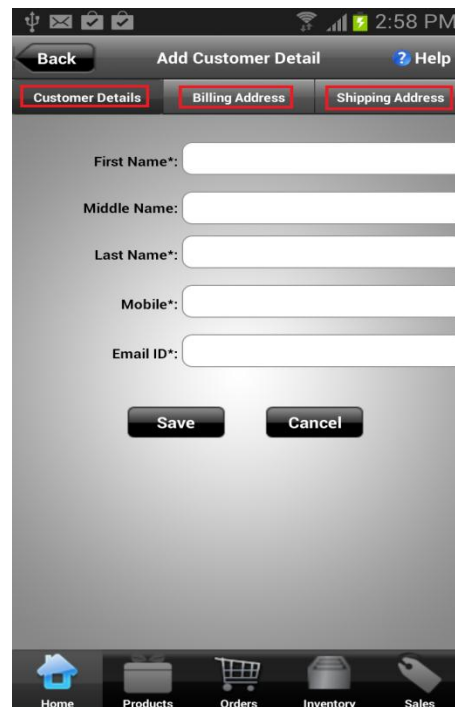 2:58 PM
Back Add Customer Detail ? Help
Customer Details Billing Address Shipping Address
First Name*:
Middle Name:
Last Name*:
Mobile*:
Email ID*:
Save Cancel
Home Products Orders Inventory Sales